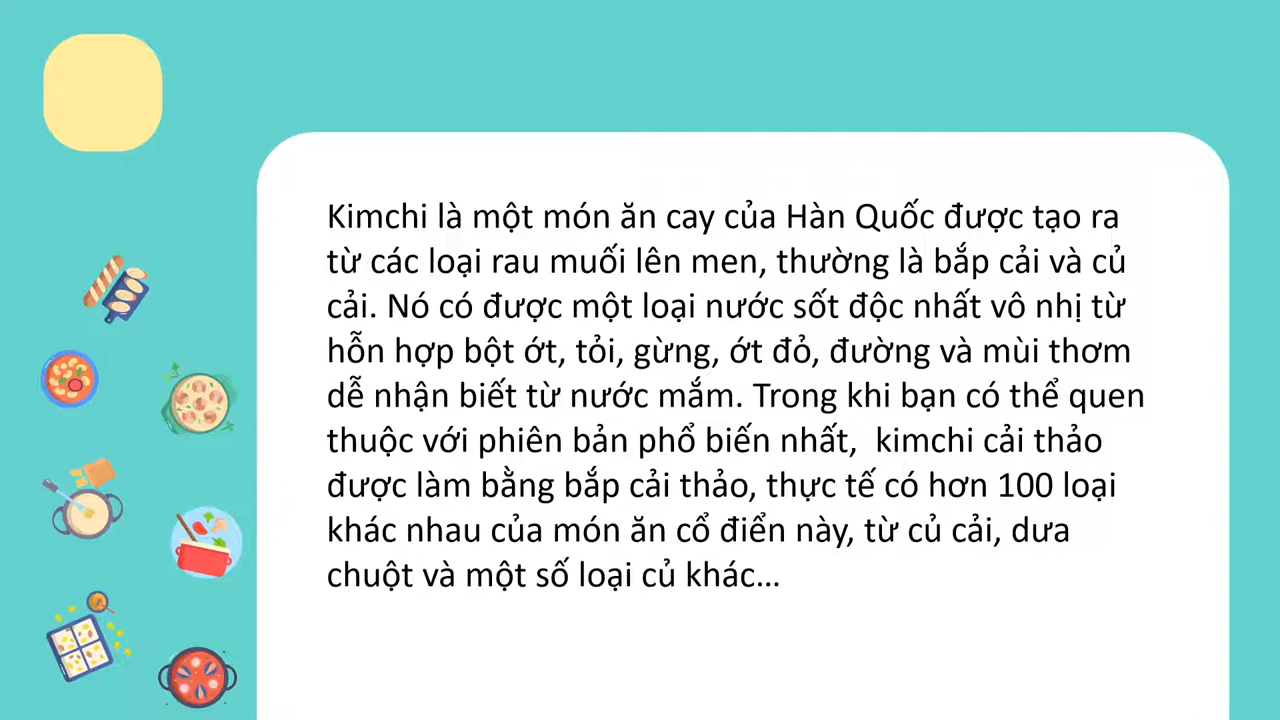 Kimchi là một món ăn cay của Hàn Quốc được tạo ra
từ các loại rau muối lên men, thường là bắp cải và củ
cải. Nó có được một loại nước sốt độc nhất vô nhị từ
hỗn hợp bột ớt, tỏi, gừng, ớt đỏ, đường và mùi thơm
dễ nhận biết từ nước mắm. Trong khi bạn có thể quen
thuộc với phiên bản phổ biến nhất,  kimchi cải thảo
được làm bằng bắp cải thảo, thực tế có hơn 100 loại
khác nhau của món ăn cổ điển này, từ củ cải, dưa
chuột và một số loại củ khác...